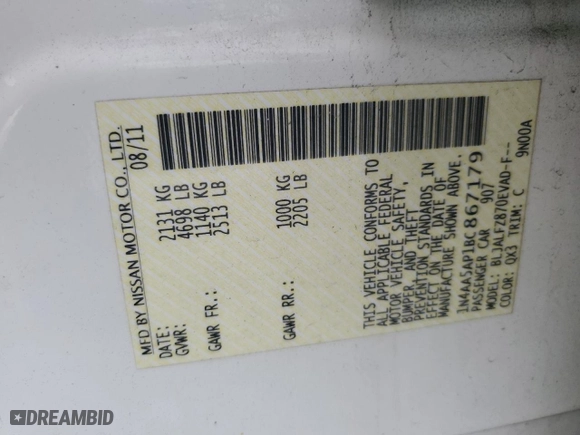 MFD BY NISSAN MOTOR CO., LTD.
DATE: 08/11
GVWR: 2131 KG
4698 LB
GAWR FR.: 1140 KG
2513 LB
GAWR RR.: 1000 KG
2205 LB
THIS VEHICLE CONFORMS TO
ALL APPLICABLE FEDERAL
MOTOR VEHICLE SAFETY,
BUMPER, AND THEFT
PREVENTION STANDARDS IN
EFFECT ON THE DATE OF
MANUFACTURE SHOWN ABOVE.
1N4AA5AP1BC867179
PASSENGER CAR 907
MODEL: BLJALFZ870EVAD-F--
COLOR: QX3 TRIM: C 9N00A
DREAMBID